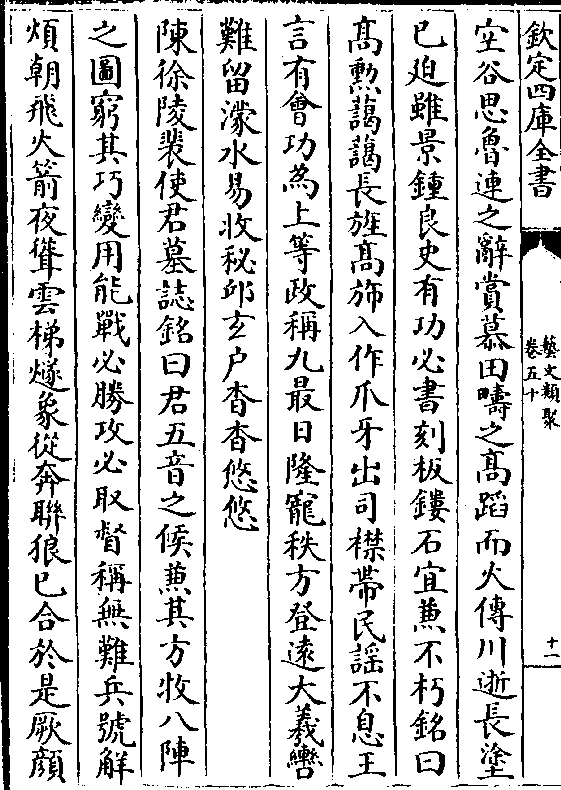 欽定四庫全書
藝文類聚
卷五十
十一
空谷思魯連之辭賞慕田疇之髙蹈而火傳川逝長塗
已迫雖景鍾良史有功必書刻板鏤石宜蕪不朽銘曰
髙勲藹藹長旌髙斾入作爪牙出司襟帶民謡不息王
言有會功為上等政稱九最日隆寵秩方登逺大羲轡
難留濛水易收秘邱玄户杳杳悠悠
陳徐陵裴使君墓誌銘曰君五音之候蕪其方牧八陣
之圖窮其巧變用能戰必勝攻必取督稱無難兵號解
煩朝飛火箭夜聳雲梯燧象從奔聮狼已合於是厥顔